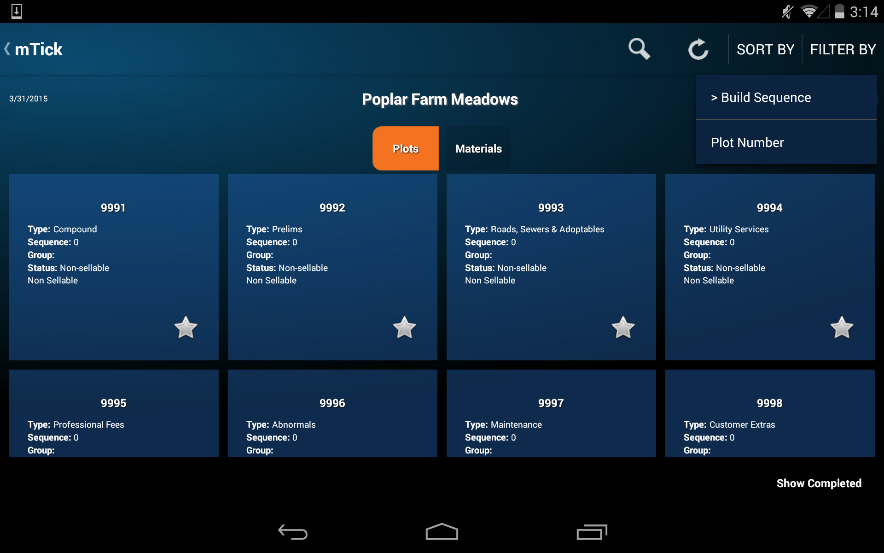 3:14
mTick
SORT BY
FILTER BY
3/31/2015
Poplar Farm Meadows
> Build Sequence
Plot Number
Plots
Materials
9991
Type: Compound
Sequence: 0
Group:
Status: Non-sellable
Non Sellable
9992
Type: Prelims
Sequence: 0
Group:
Status: Non-sellable
Non Sellable
9993
Type: Roads, Sewers & Adoptables
Sequence: 0
Group:
Status: Non-sellable
Non Sellable
9994
Type: Utility Services
Sequence: 0
Group:
Status: Non-sellable
Non Sellable
9995
Type: Professional Fees
Sequence: 0
Group:
9996
Type: Abnormals
Sequence: 0
Group:
9997
Type: Maintenance
Sequence: 0
Group:
9998
Type: Customer Extras
Sequence: 0
Group:
Show Completed